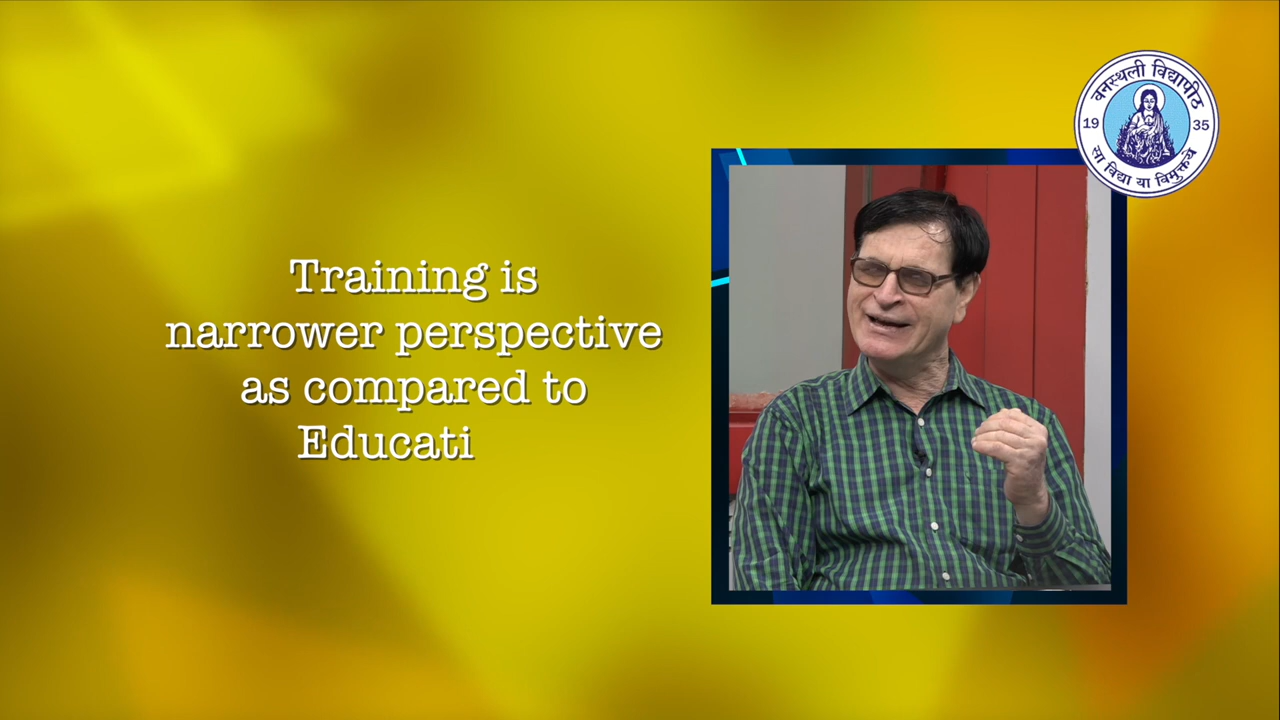 वनस्थली विद्यापीठ
19 35
सा विद्या या विमुक्तये
Training is
narrower perspective
as compared to
Educati